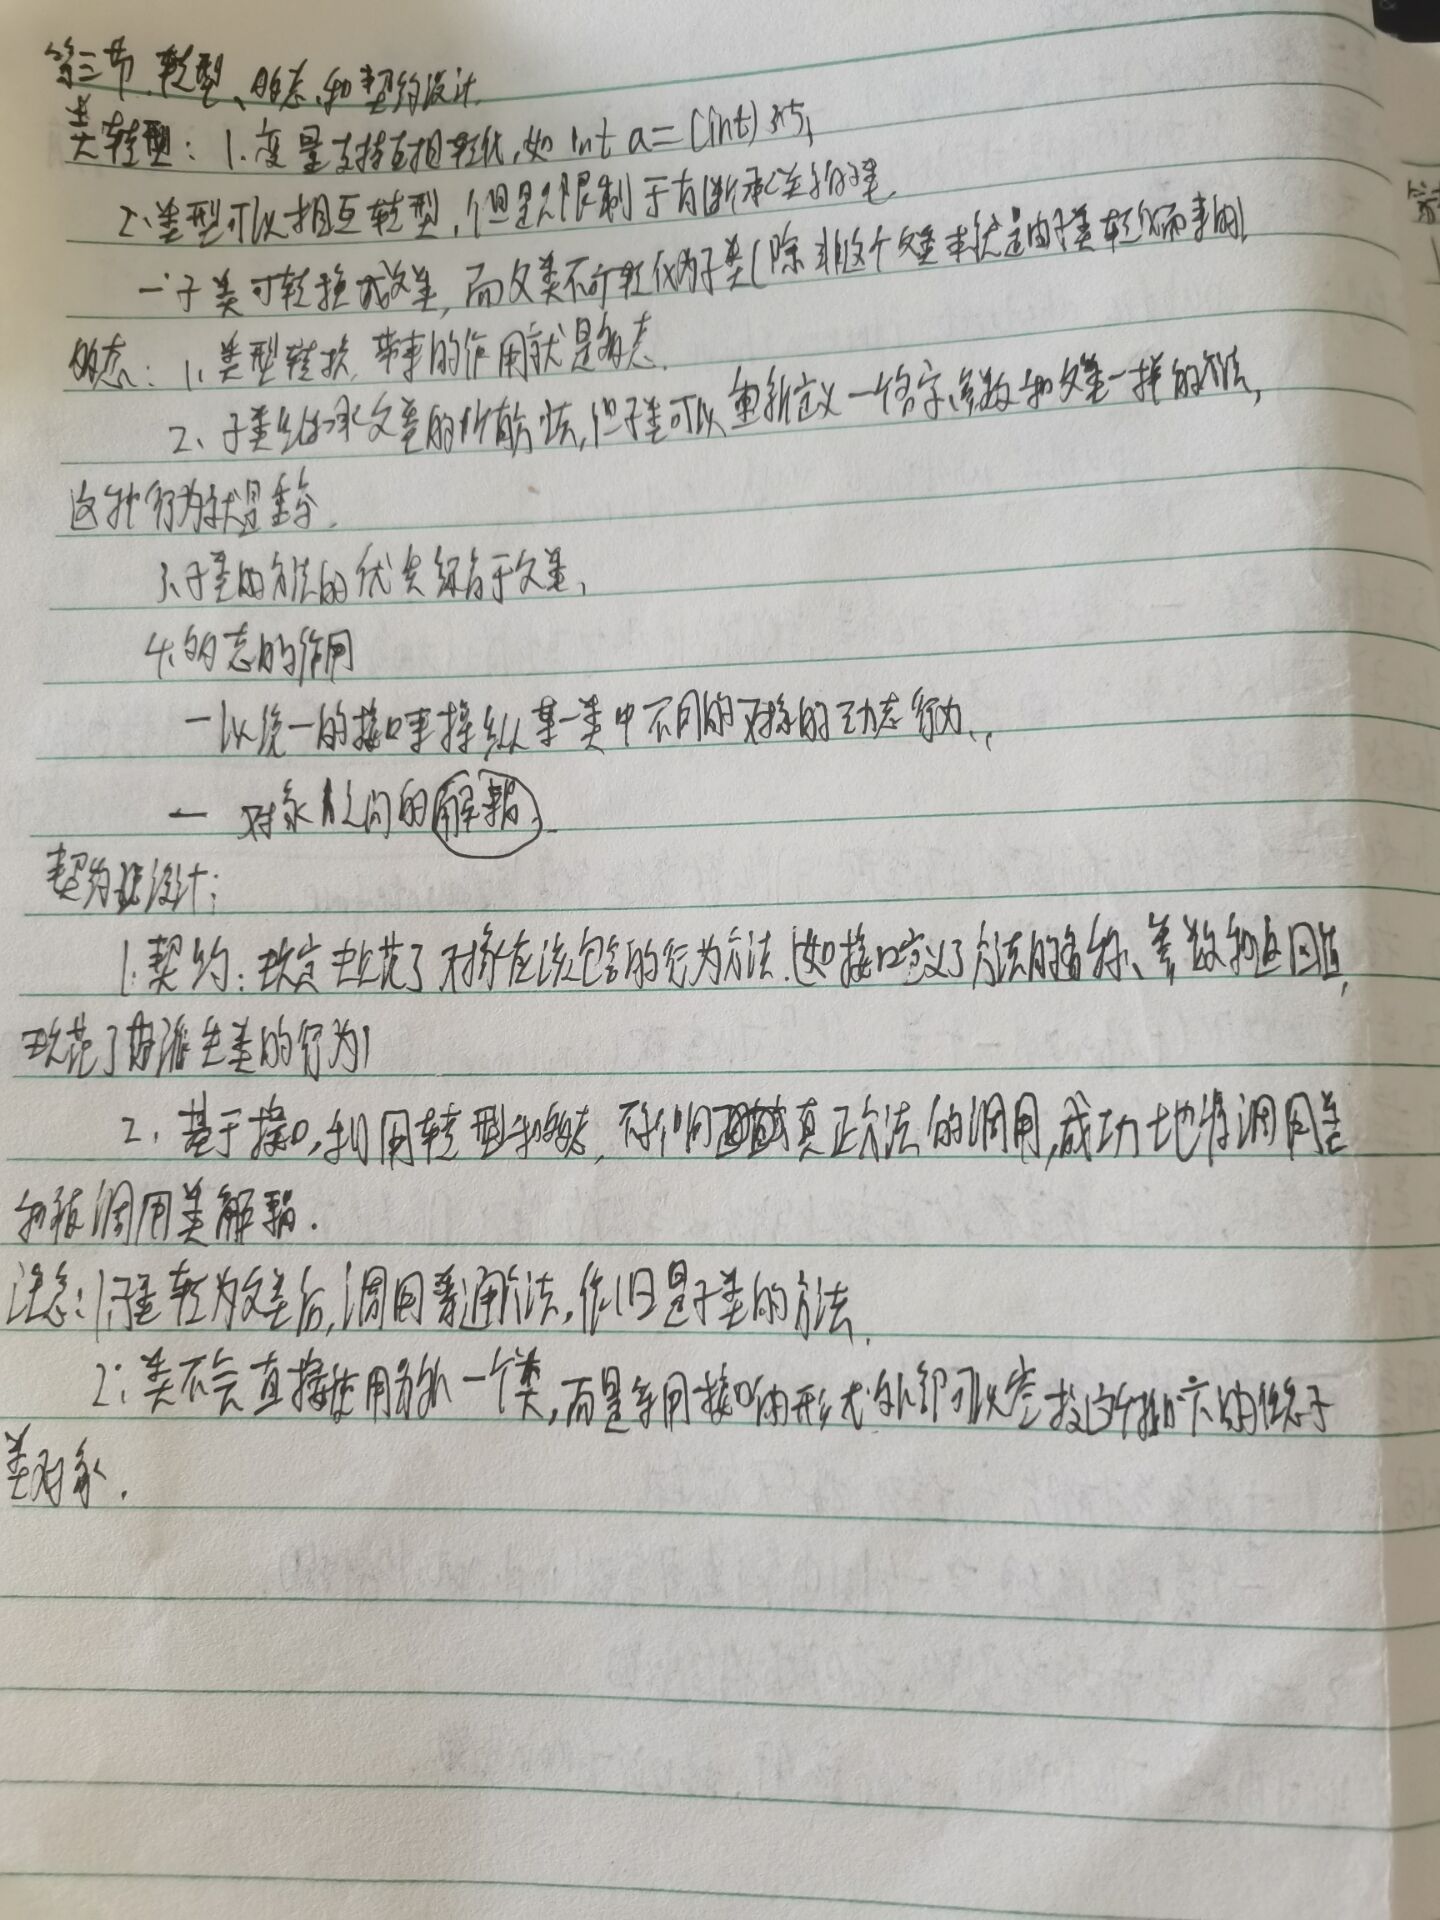 第三节.转型、多态、和契约设计.
类转型：1.变量支持互相转化,如 int a=(int)3.5,
2.类型可以相互转型,但是只限制于有继承关系的类.
一子类可转换成父类,而父类不可转化为子类(除非这个父类本就是由子类转化而来的)
多态：1.类型转换,带来的作用就是多态.
2、子类继承父类的所有方法,但子类可以重新定义一个名字、参数和父类一样的方法,
这种行为就是重写.
3.子类的方法的优先级高于父类,
4.多态的作用
一以统一的接口来操纵某一类中不同的对象的动态行为.
一 对象之间的解耦.
契约设计：
1.契约：规定规范了对象应该包含的行为方法.(如接口定义了方法的名称、参数和返回值,
规范了派生类的行为)
2.基于接口,利用转型和多态,不影响真正方法的调用,成功地将调用类
和被调用类解耦.
注意：1.子类转为父类后,调用普通方法,依旧是子类的方法.
2.类不会直接使用另外一个类,而是采用接口的形式,外部可以空投这个接口下的任意子
类对象.